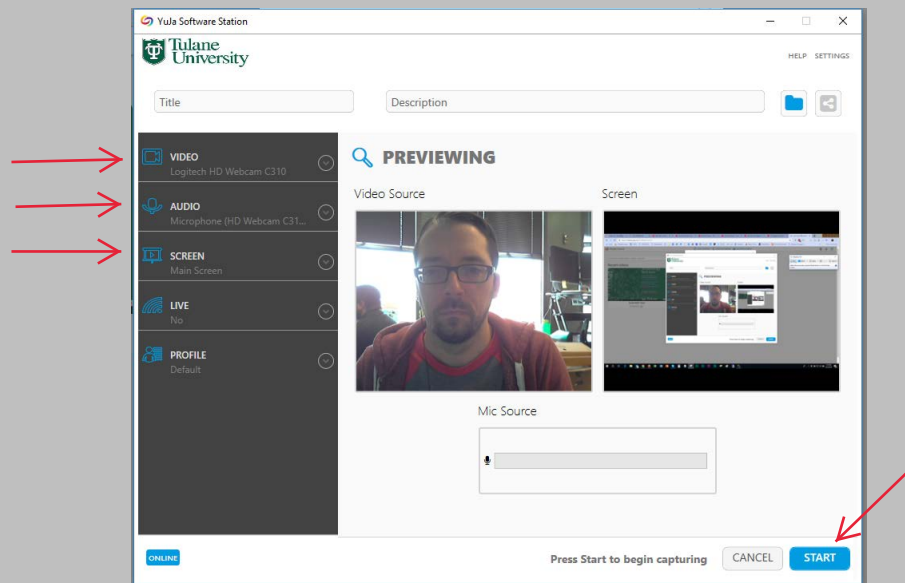 YuJa Software Station
Tulane
University
HELP SETTINGS
Title
Description
VIDEO
Logitech HD Webcam C310
AUDIO
Microphone (HD Webcam C31...
SCREEN
Main Screen
LIVE
No
PROFILE
Default
PREVIEWING
Video Source
Screen
Mic Source
ONLINE
Press Start to begin capturing
CANCEL
START